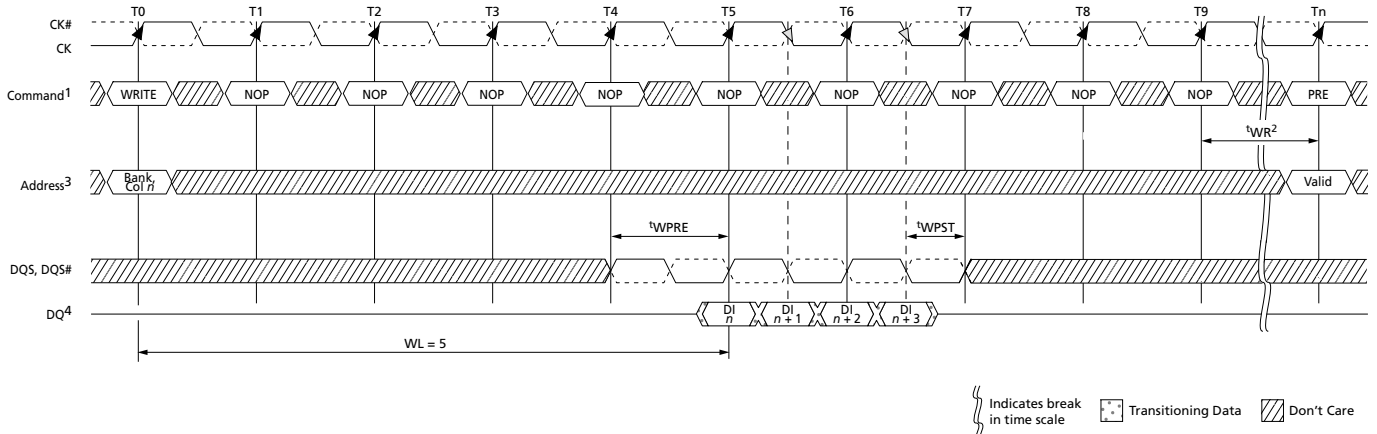 T0 T1 T2 T3 T4 T5 T6 T7 T8 T9 Tn
CK#
CK
Command1 WRITE NOP NOP NOP NOP NOP NOP NOP NOP NOP PRE
tWR2
Address3 Bank, Col n Valid
tWPRE tWPST
DQS, DQS#
DQ4 DI n DI n + 1 DI n + 2 DI n + 3
WL = 5
Indicates break in time scale
Transitioning Data
Don't Care